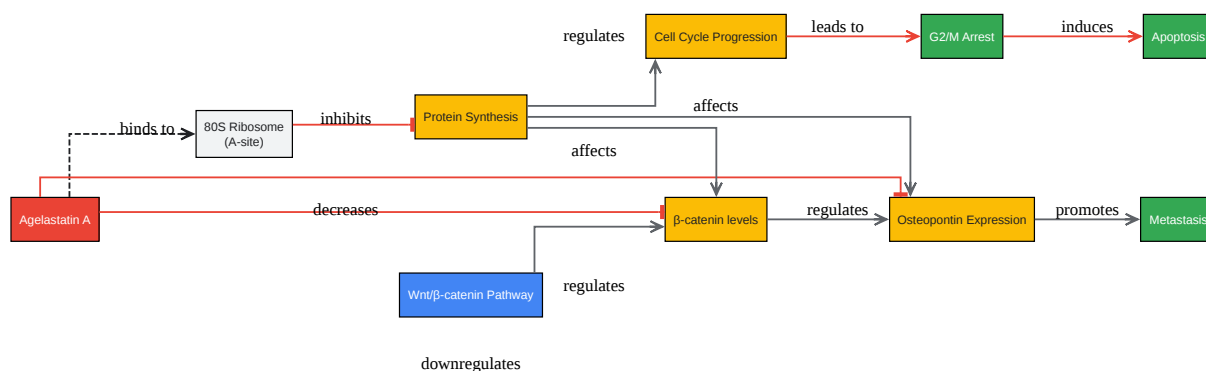 regulates
Cell Cycle Progression
leads to
G2/M Arrest
induces
Apoptosis
binds to
80S Ribosome
(A-site)
inhibits
Protein Synthesis
affects
affects
Agelastatin A
decreases
β-catenin levels
regulates
Osteopontin Expression
promotes
Metastasis
Wnt/β-catenin Pathway
regulates
downregulates